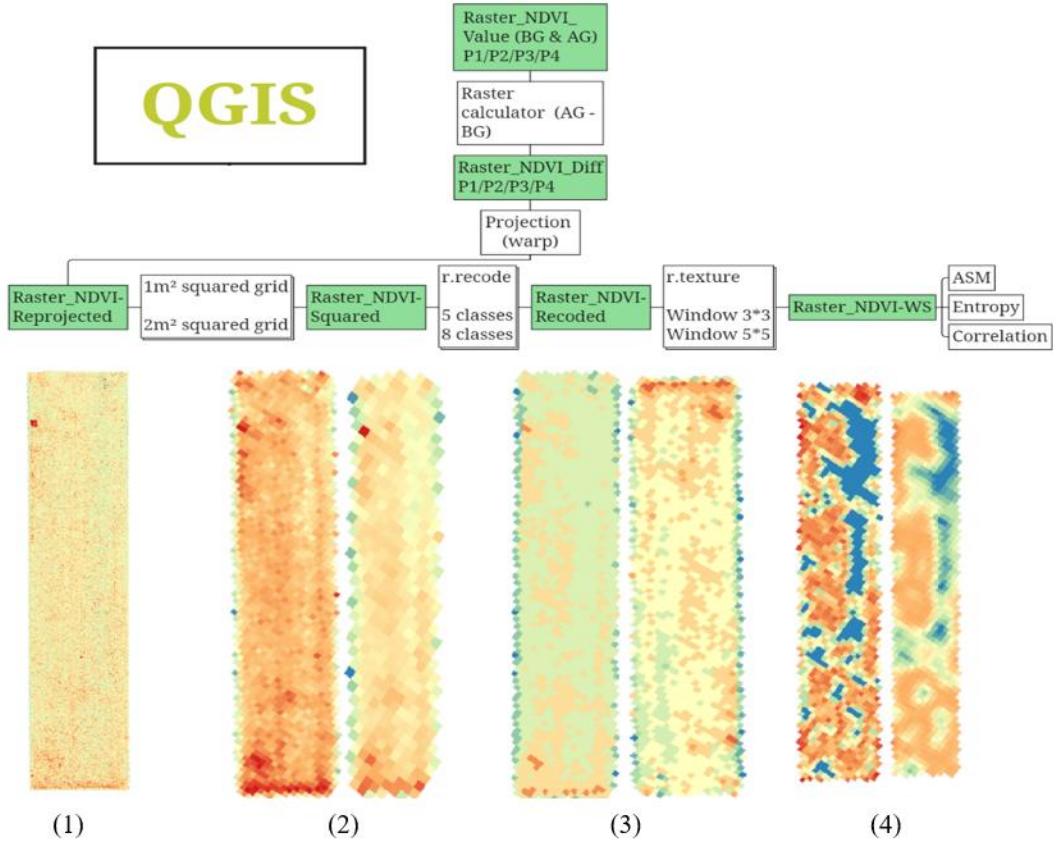 QGIS
Raster_NDVI_
Value (BG & AG)
P1/P2/P3/P4
Raster
calculator (AG -
BG)
Raster_NDVI_Diff
P1/P2/P3/P4
Projection
(warp)
Raster_NDVI-
Reprojected
1m² squared grid
2m² squared grid
Raster_NDVI-
Squared
r.recode
5 classes
8 classes
Raster_NDVI-
Recoded
r.texture
Window 3*3
Window 5*5
Raster_NDVI-WS
ASM
Entropy
Correlation
(1)
(2)
(3)
(4)